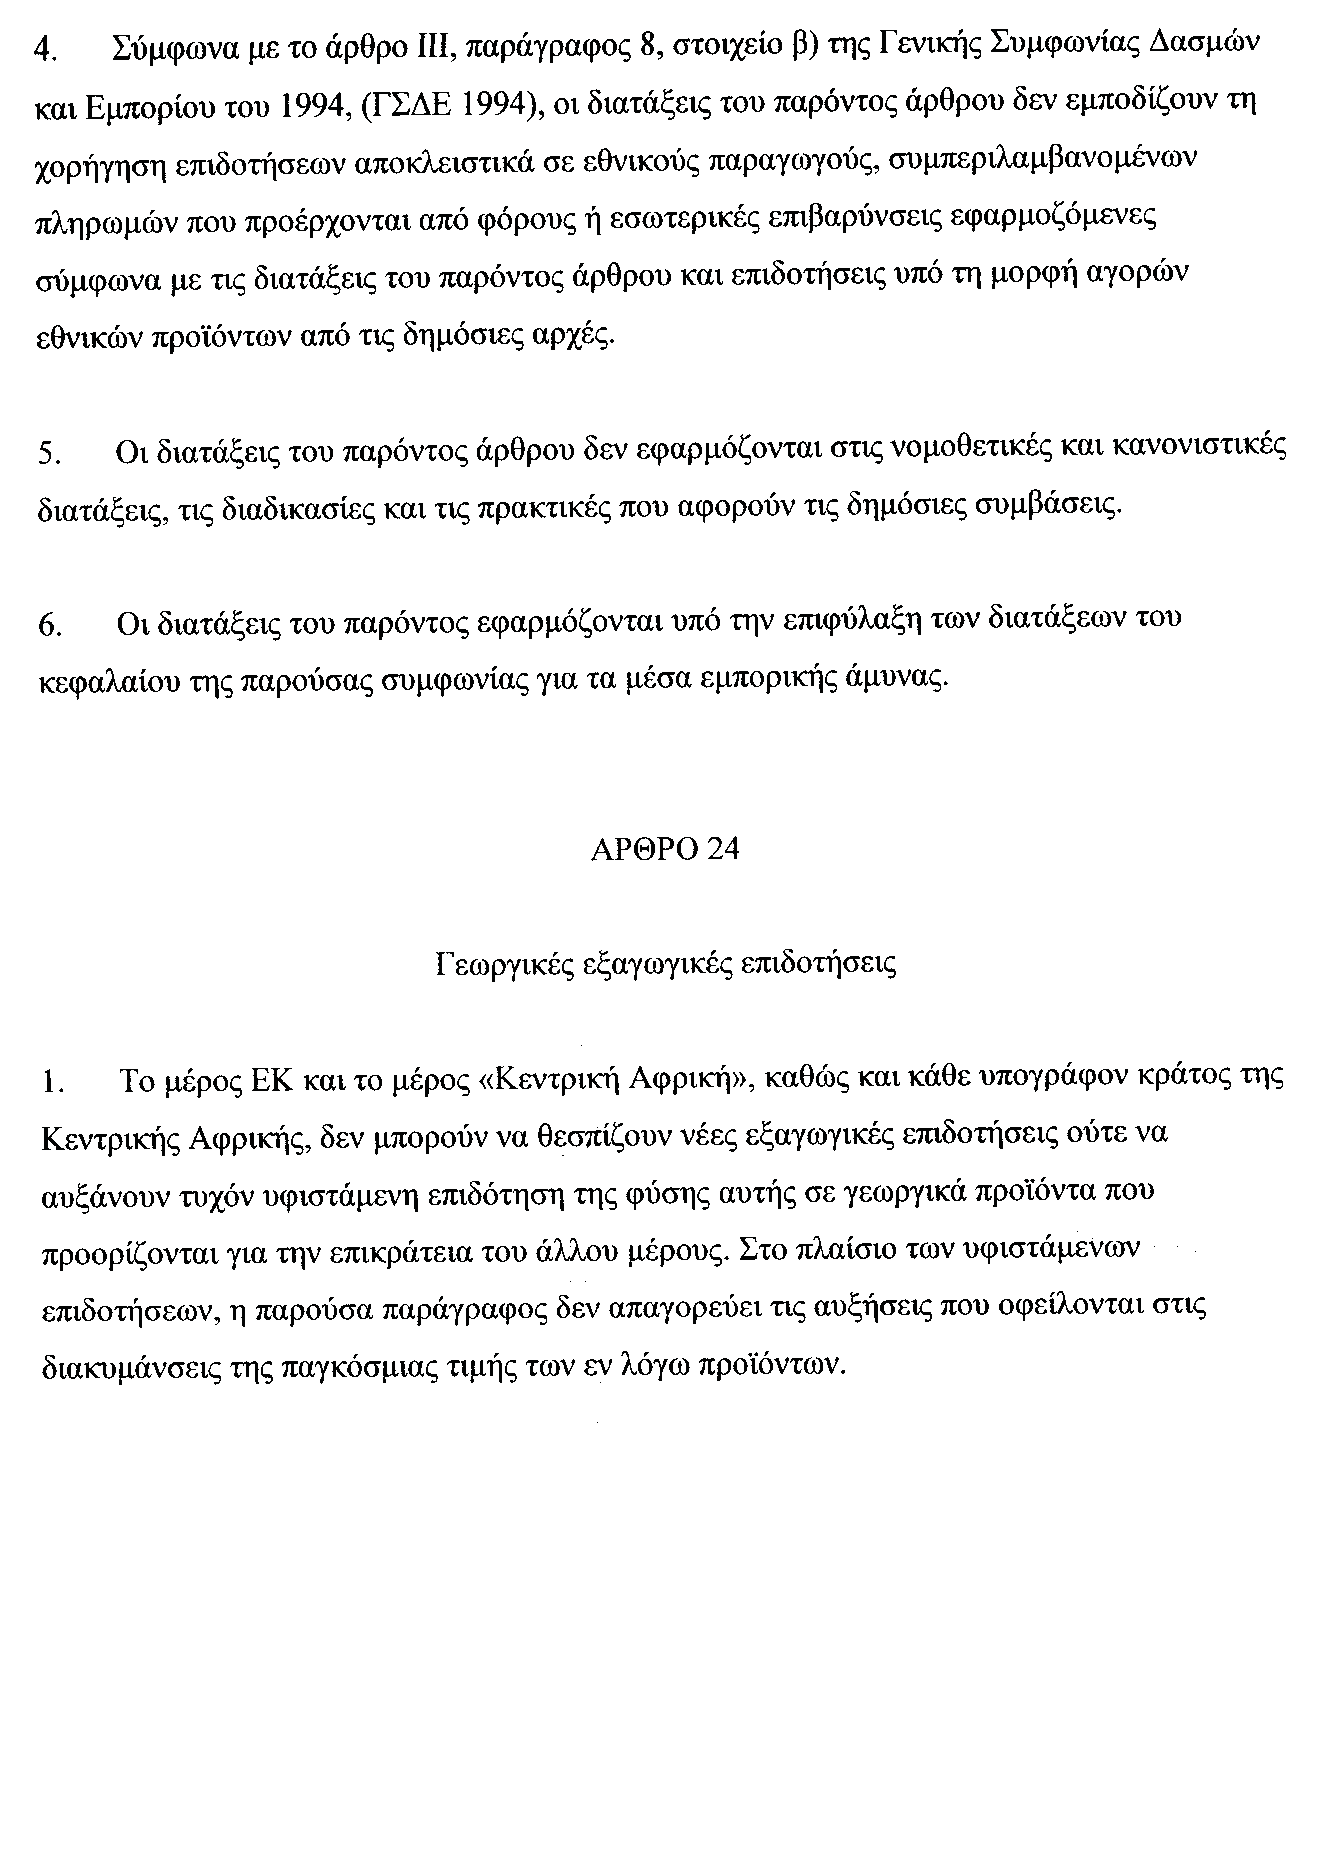 4. Σύμφωνα με το άρθρο III, παράγραφος 8, στοιχείο β) της Γενικής Συμφωνίας Δασμών
και Εμπορίου του 1994, (ΓΣΔΕ 1994), οι διατάξεις του παρόντος άρθρου δεν εμποδίζουν τη
χορήγηση επιδοτήσεων αποκλειστικά σε εθνικούς παραγωγούς, συμπεριλαμβανομένων
πληρωμών που προέρχονται από φόρους ή εσωτερικές επιβαρύνσεις εφαρμοζόμενες
σύμφωνα με τις διατάξεις του παρόντος άρθρου και επιδοτήσεις υπό τη μορφή αγορών
εθνικών προϊόντων από τις δημόσιες αρχές.
5. Οι διατάξεις του παρόντος άρθρου δεν εφαρμόζονται στις νομοθετικές και κανονιστικές
διατάξεις, τις διαδικασίες και τις πρακτικές που αφορούν τις δημόσιες συμβάσεις.
6. Οι διατάξεις του παρόντος εφαρμόζονται υπό την επιφύλαξη των διατάξεων του
κεφαλαίου της παρούσας συμφωνίας για τα μέσα εμπορικής άμυνας.
ΑΡΘΡΟ 24
Γεωργικές εξαγωγικές επιδοτήσεις
1. Το μέρος ΕΚ και το μέρος «Κεντρική Αφρική», καθώς και κάθε υπογράφον κράτος της
Κεντρικής Αφρικής, δεν μπορούν να θεσπίζουν νέες εξαγωγικές επιδοτήσεις ούτε να
αυξάνουν τυχόν υφιστάμενη επιδότηση της φύσης αυτής σε γεωργικά προϊόντα που
προορίζονται για την επικράτεια του άλλου μέρους. Στο πλαίσιο των υφιστάμενων
επιδοτήσεων, η παρούσα παράγραφος δεν απαγορεύει τις αυξήσεις που οφείλονται στις
διακυμάνσεις της παγκόσμιας τιμής των εν λόγω προϊόντων.